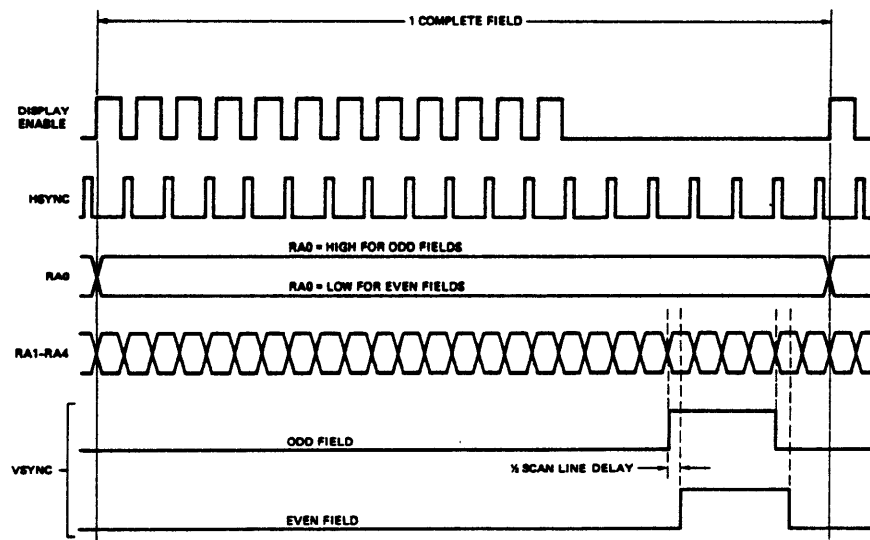 1 COMPLETE FIELD
DISPLAY
ENABLE
HSYNC
RA0 = HIGH FOR ODD FIELDS
RA0
RA0 = LOW FOR EVEN FIELDS
RA1-RA4
ODD FIELD
VSYNC
½ SCAN LINE DELAY
EVEN FIELD